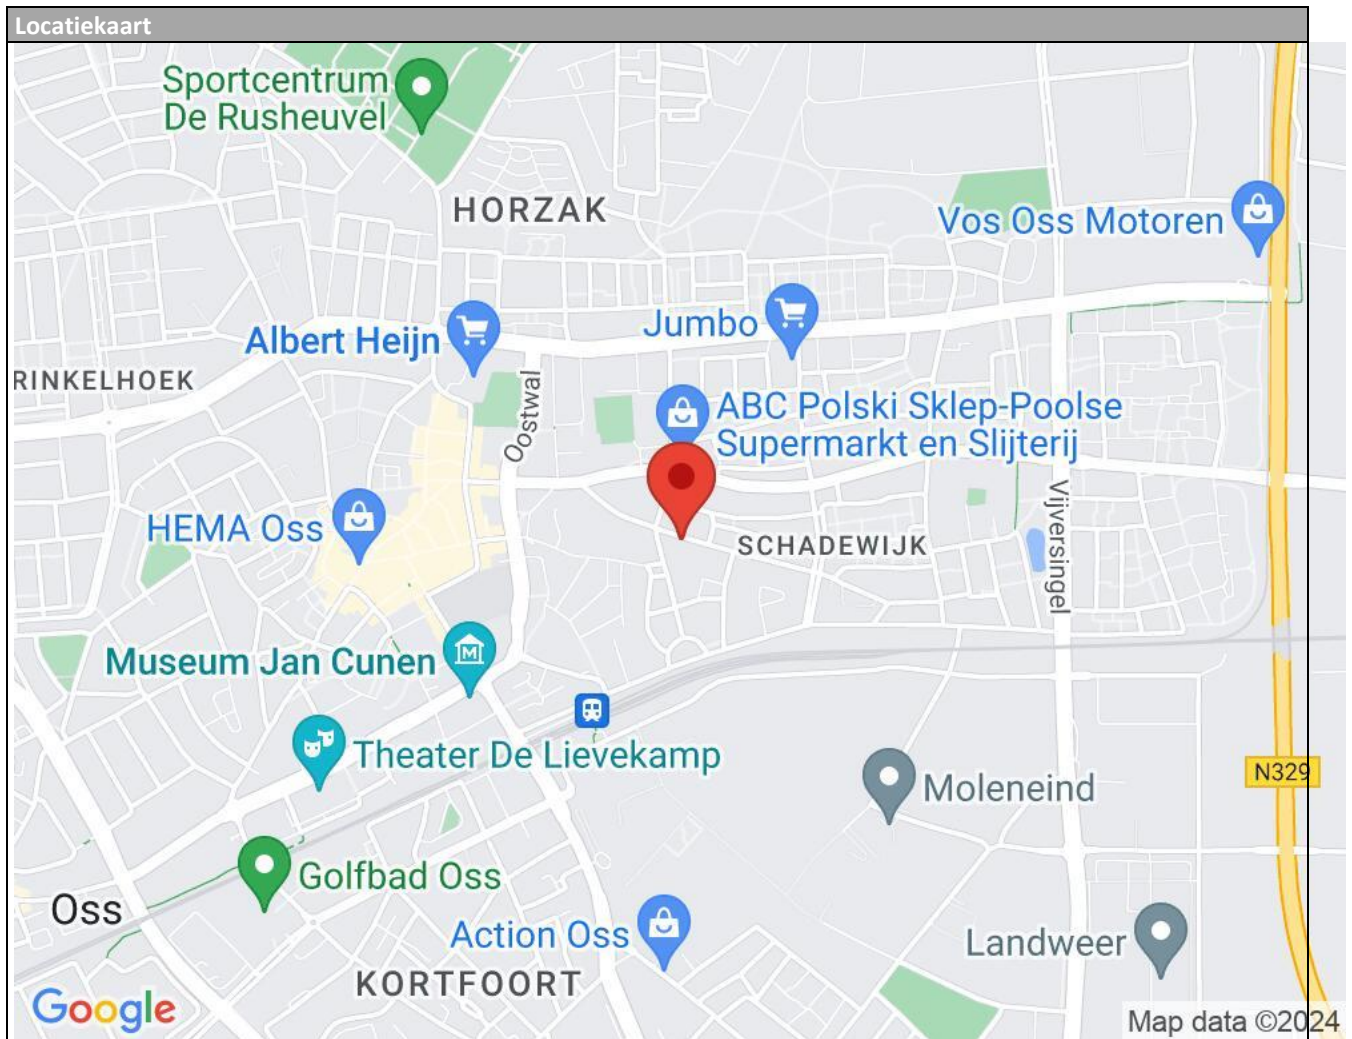 Locatiekaart
Sportcentrum
De Rusheuvel
HORZAK
Vos Oss Motoren
Jumbo
Albert Heijn
RINKELHOEK
Oostwal
ABC Polski Sklep-Poolse
Supermarkt en Slijterij
HEMA Oss
SCHADEWIJK
Vijversingel
Museum Jan Cunen
M
Theater De Lievekamp
Moleneind
N329
Golfbad Oss
Oss
Action Oss
Landweer
KORTFOORT
Google
Map data ©2024